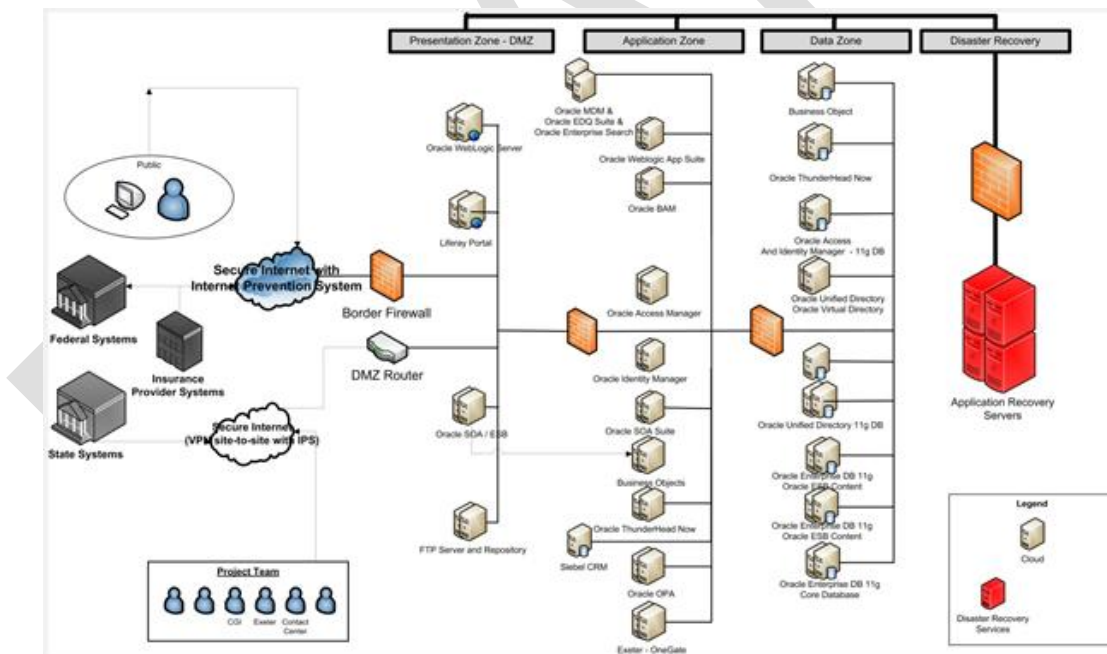 Presentation Zone - DMZ
Application Zone
Data Zone
Disaster Recovery
Public
Oracle WebLogic Server
Liferay Portal
Secure Internet with
Internet Prevention System
Border Firewall
DMZ Router
Federal Systems
Insurance
Provider Systems
State Systems
Secure Internet
(VPN site-to-site with IPS)
Oracle SOA / ESB
FTP Server and Repository
Project Team
CGI
Exeter
Contact
Center
Oracle MDM &
Oracle EDQ Suite &
Oracle Enterprise Search
Oracle Weblogic App Suite
Oracle BAM
Oracle Access Manager
Oracle Identity Manager
Oracle SOA Suite
Business Objects
Oracle ThunderHead Now
Siebel CRM
Oracle OPA
Exeter - OneGate
Business Object
Oracle ThunderHead Now
Oracle Access
And Identity Manager - 11g DB
Oracle Unified Directory
Oracle Virtual Directory
Oracle Unified Directory 11g DB
Oracle Enterprise DB 11g
Oracle ESB Content
Oracle Enterprise DB 11g
Oracle ESB Content
Oracle Enterprise DB 11g
Core Database
Application Recovery
Servers
Legend
Cloud
Disaster Recovery
Services